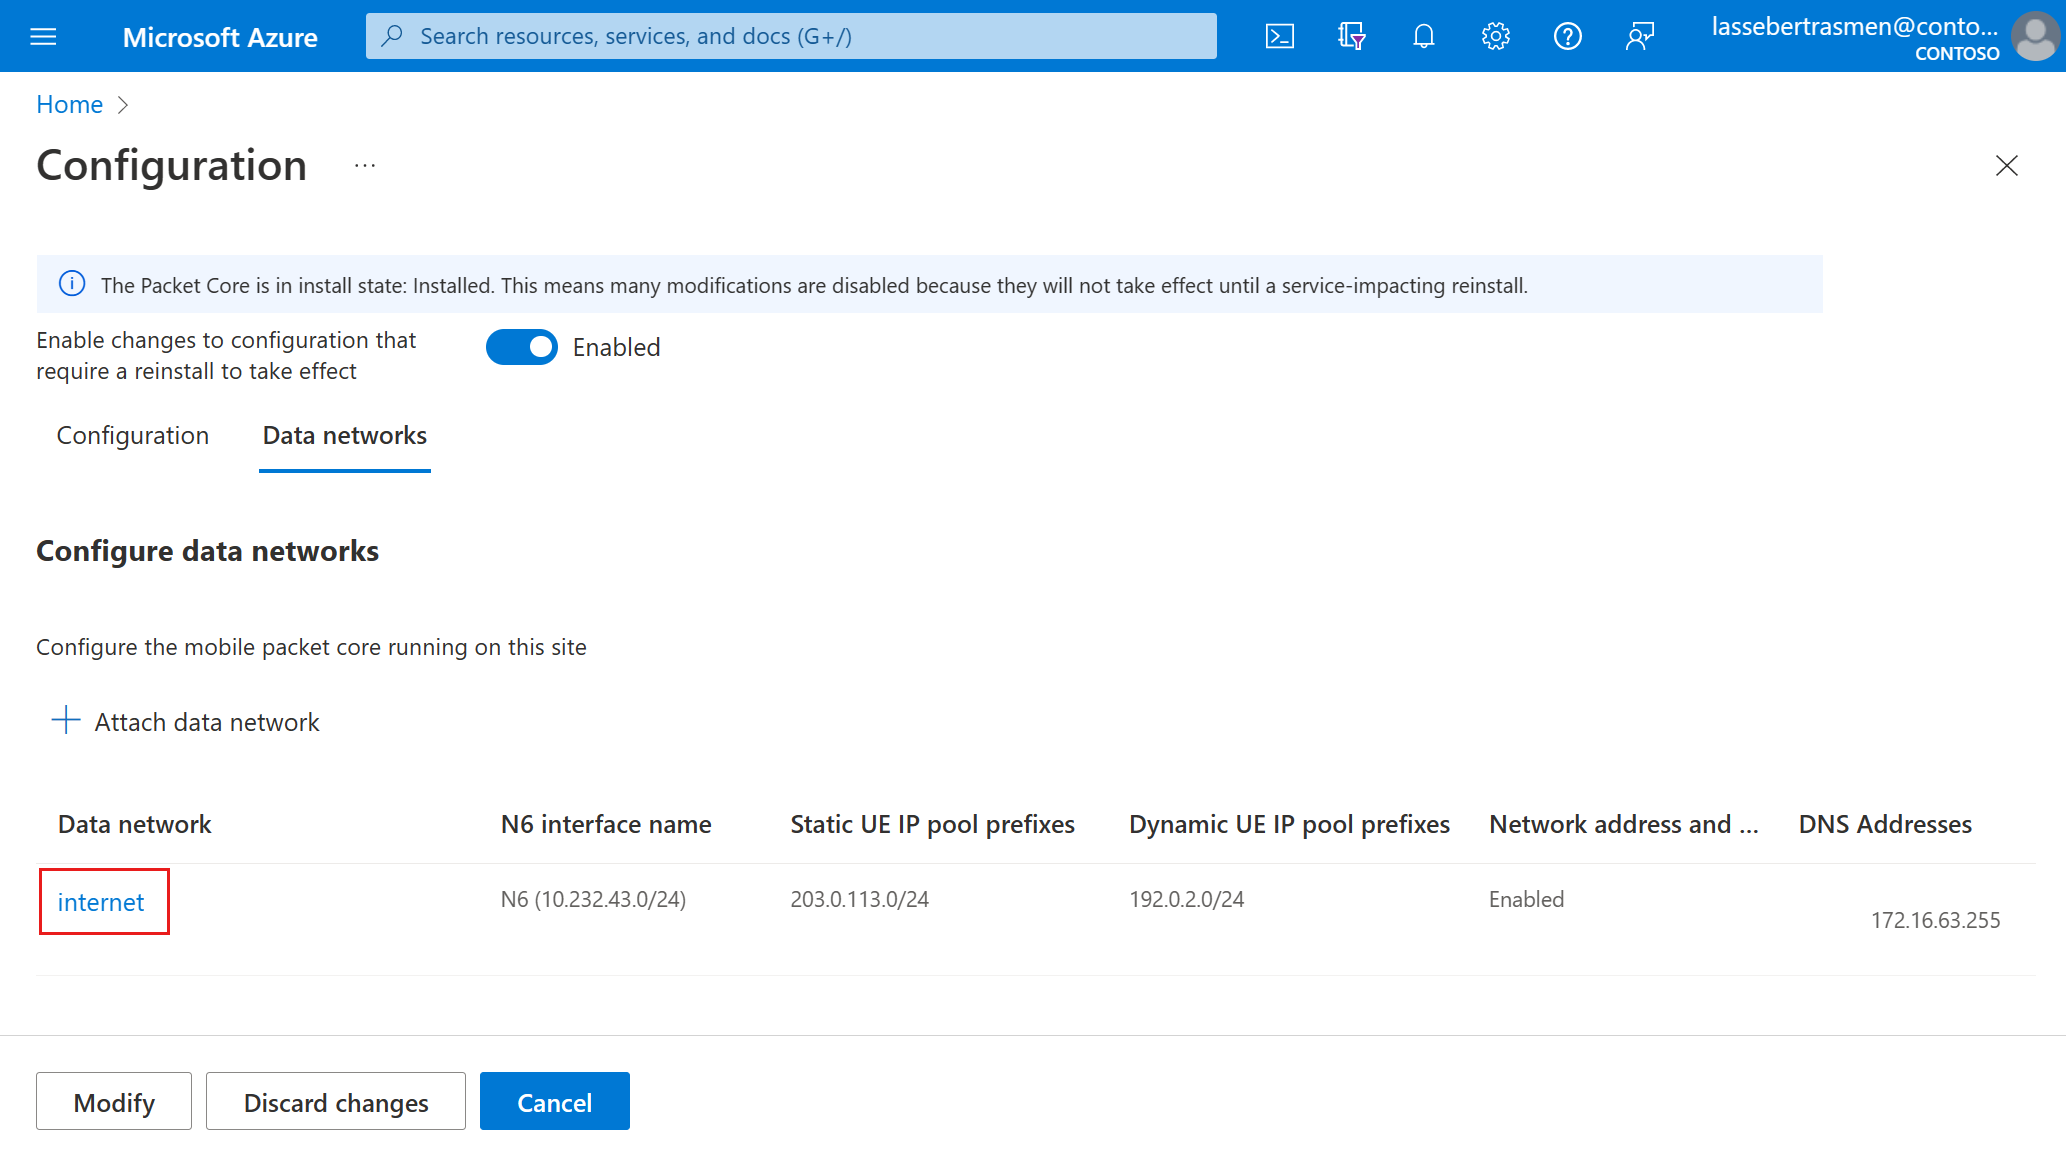 Microsoft Azure
Search resources, services, and docs (G+/)
lassebertrasmen@conto...
CONTOSO
Home
Configuration ...
The Packet Core is in install state: Installed. This means many modifications are disabled because they will not take effect until a service-impacting reinstall.
Enable changes to configuration that
require a reinstall to take effect
Enabled
Configuration Data networks
Configure data networks
Configure the mobile packet core running on this site
Attach data network
Data network N6 interface name Static UE IP pool prefixes Dynamic UE IP pool prefixes Network address and ... DNS Addresses
internet N6 (10.232.43.0/24) 203.0.113.0/24 192.0.2.0/24 Enabled 172.16.63.255
Modify Discard changes Cancel